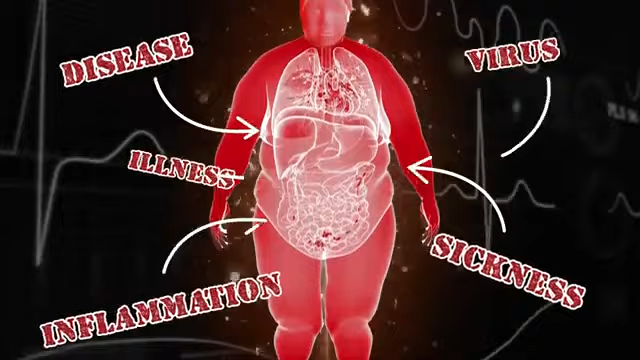 DISEASE
VIRUS
ILLNESS
SICKNESS
INFLAMMATION